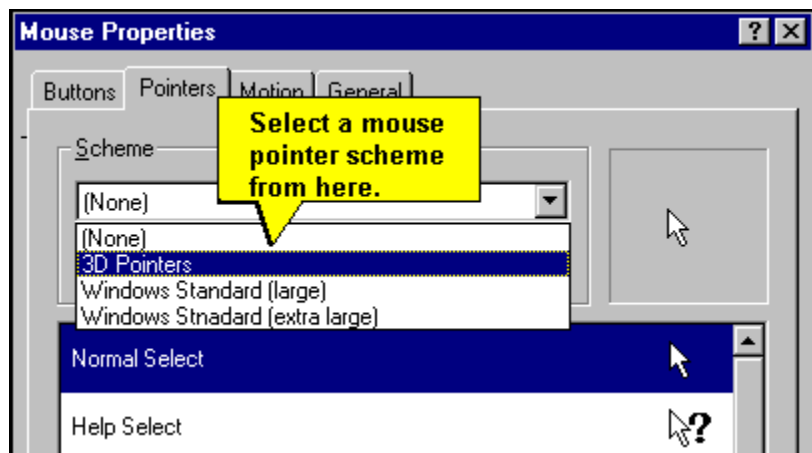 Mouse Properties
Buttons Pointers Motion General
Select a mouse
pointer scheme
from here.
Scheme
(None)
(None)
3D Pointers
Windows Standard (large)
Windows Stnadard (extra large)
Normal Select
Help Select